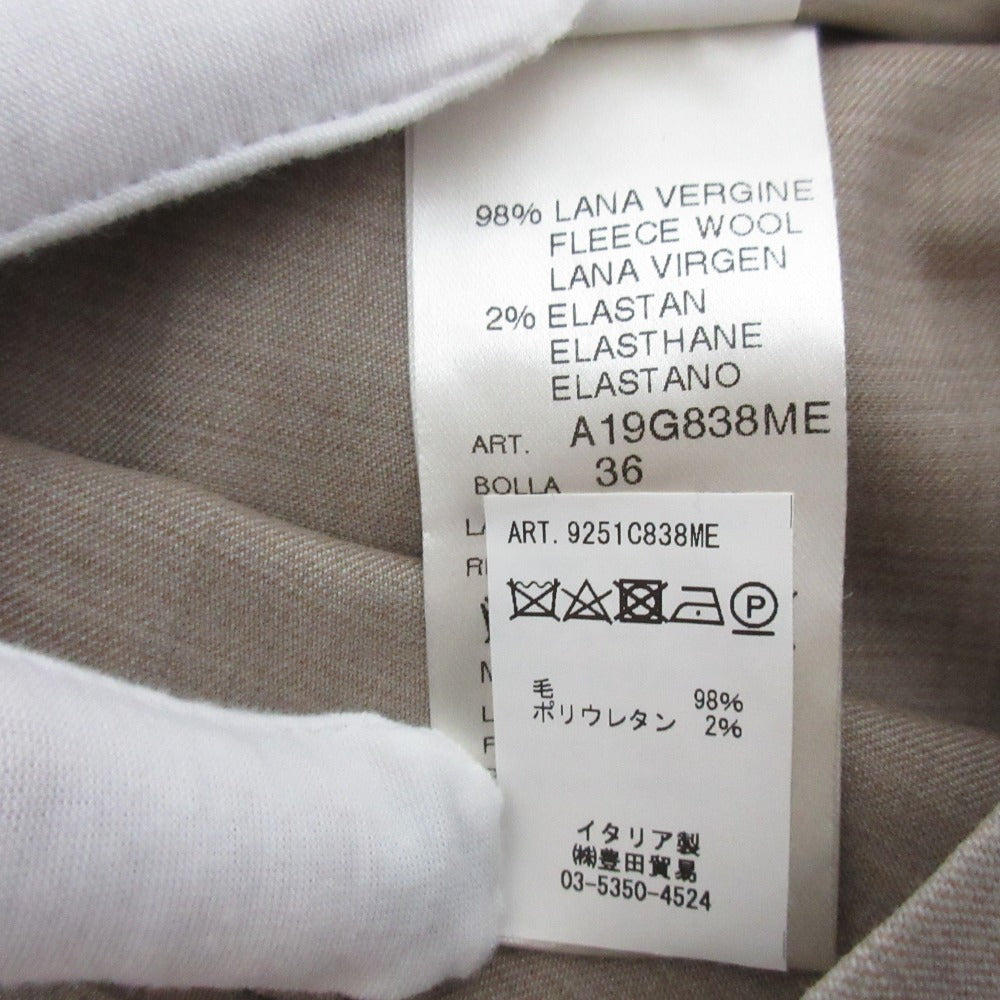 98% LANA VERGINE
FLEECE WOOL
LANA VIRGEN
2% ELASTAN
ELASTHANE
ELASTANO
ART. A19G838ME
BOLLA 36
ART. 9251C838ME
P
毛 98%
ポリウレタン 2%
イタリア製
㈱豊田貿易
03-5350-4524